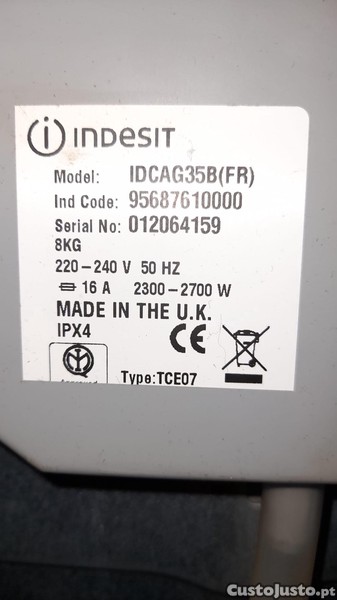 indesit
Model: IDCAG35B(FR)
Ind Code: 95687610000
Serial No: 012064159
8KG
220-240 V 50 HZ
16 A 2300-2700 W
MADE IN THE U.K.
IPX4
CE
Type:TCE07
CustoJusto.pt